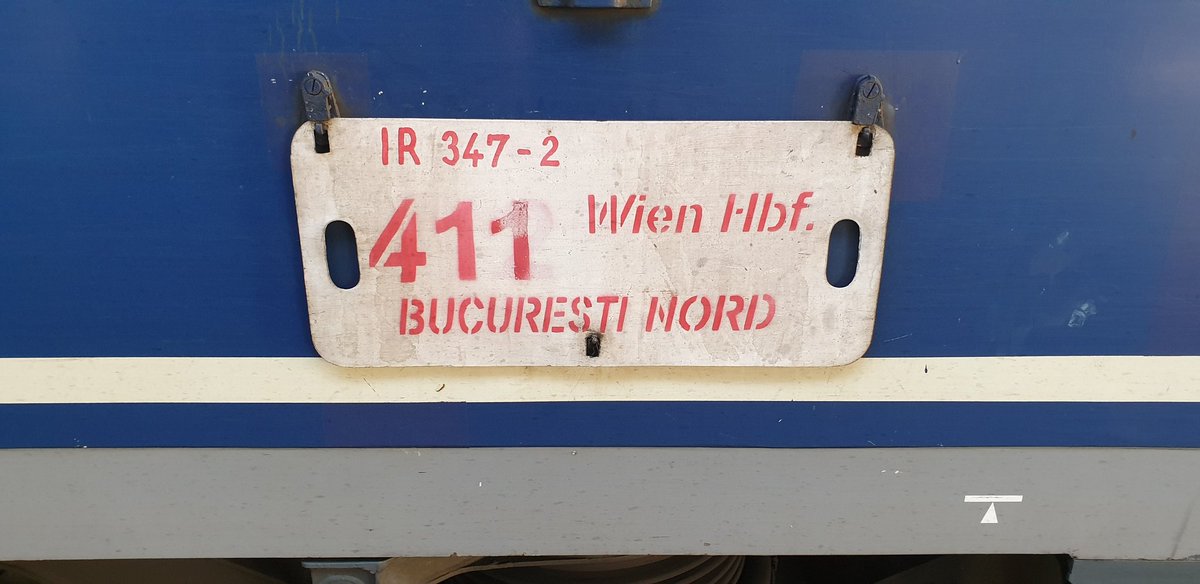 IR 347-2
411 Wien Hbf.
BUCURESTI NORD